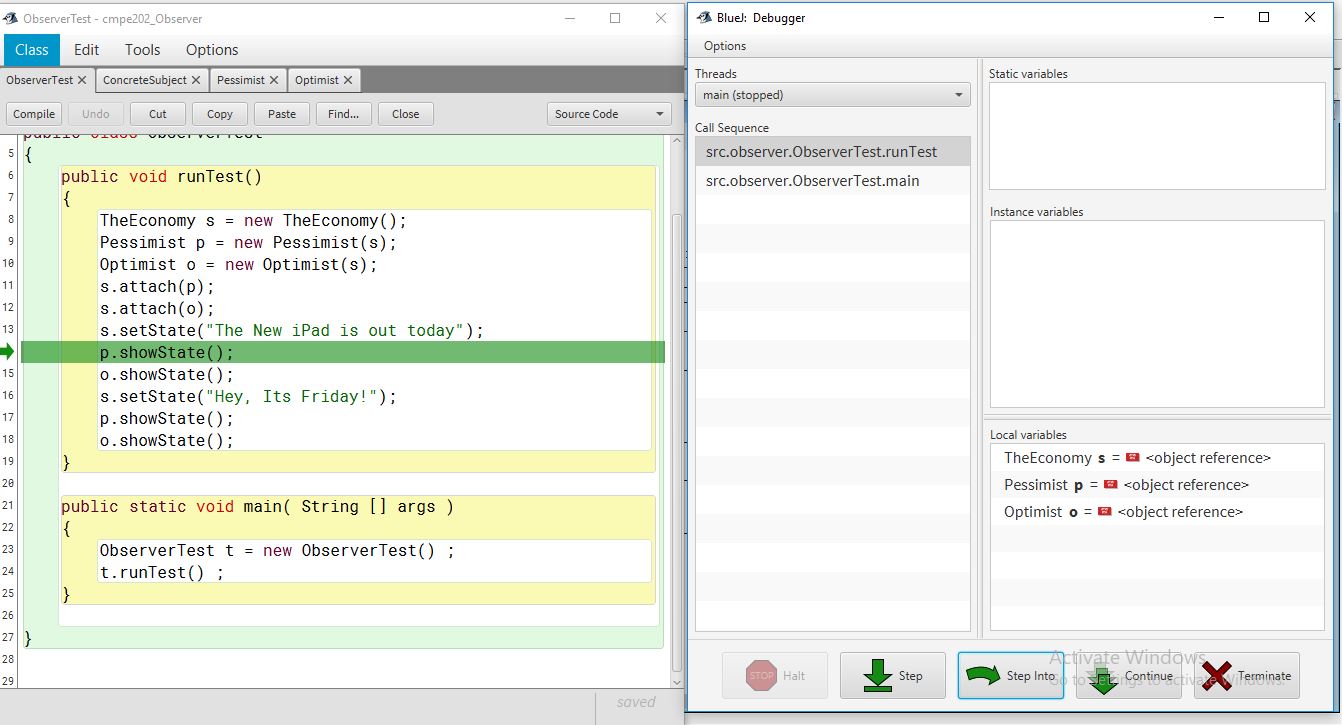 ObserverTest - cmpe202_Observer
Class Edit Tools Options
ObserverTest ConcreteSubject Pessimist Optimist
Compile Undo Cut Copy Paste Find... Close Source Code
public class ObserverTest
5 {
6 public void runTest()
7 {
8 TheEconomy s = new TheEconomy();
9 Pessimist p = new Pessimist(s);
10 Optimist o = new Optimist(s);
11 s.attach(p);
12 s.attach(o);
13 s.setState("The New iPad is out today");
p.showState();
15 o.showState();
16 s.setState("Hey, Its Friday!");
17 p.showState();
18 o.showState();
19 }
20
21 public static void main( String [] args )
22 {
23 ObserverTest t = new ObserverTest() ;
24 t.runTest() ;
25 }
26
27 }
28
29
saved
BlueJ: Debugger
Options
Threads
main (stopped)
Call Sequence
src.observer.ObserverTest.runTest
src.observer.ObserverTest.main
Static variables
Instance variables
Local variables
TheEconomy s = <object reference>
Pessimist p = <object reference>
Optimist o = <object reference>
STOP Halt Step Step Into Continue Terminate
Activate Windows
Go to Settings to activate Windows.